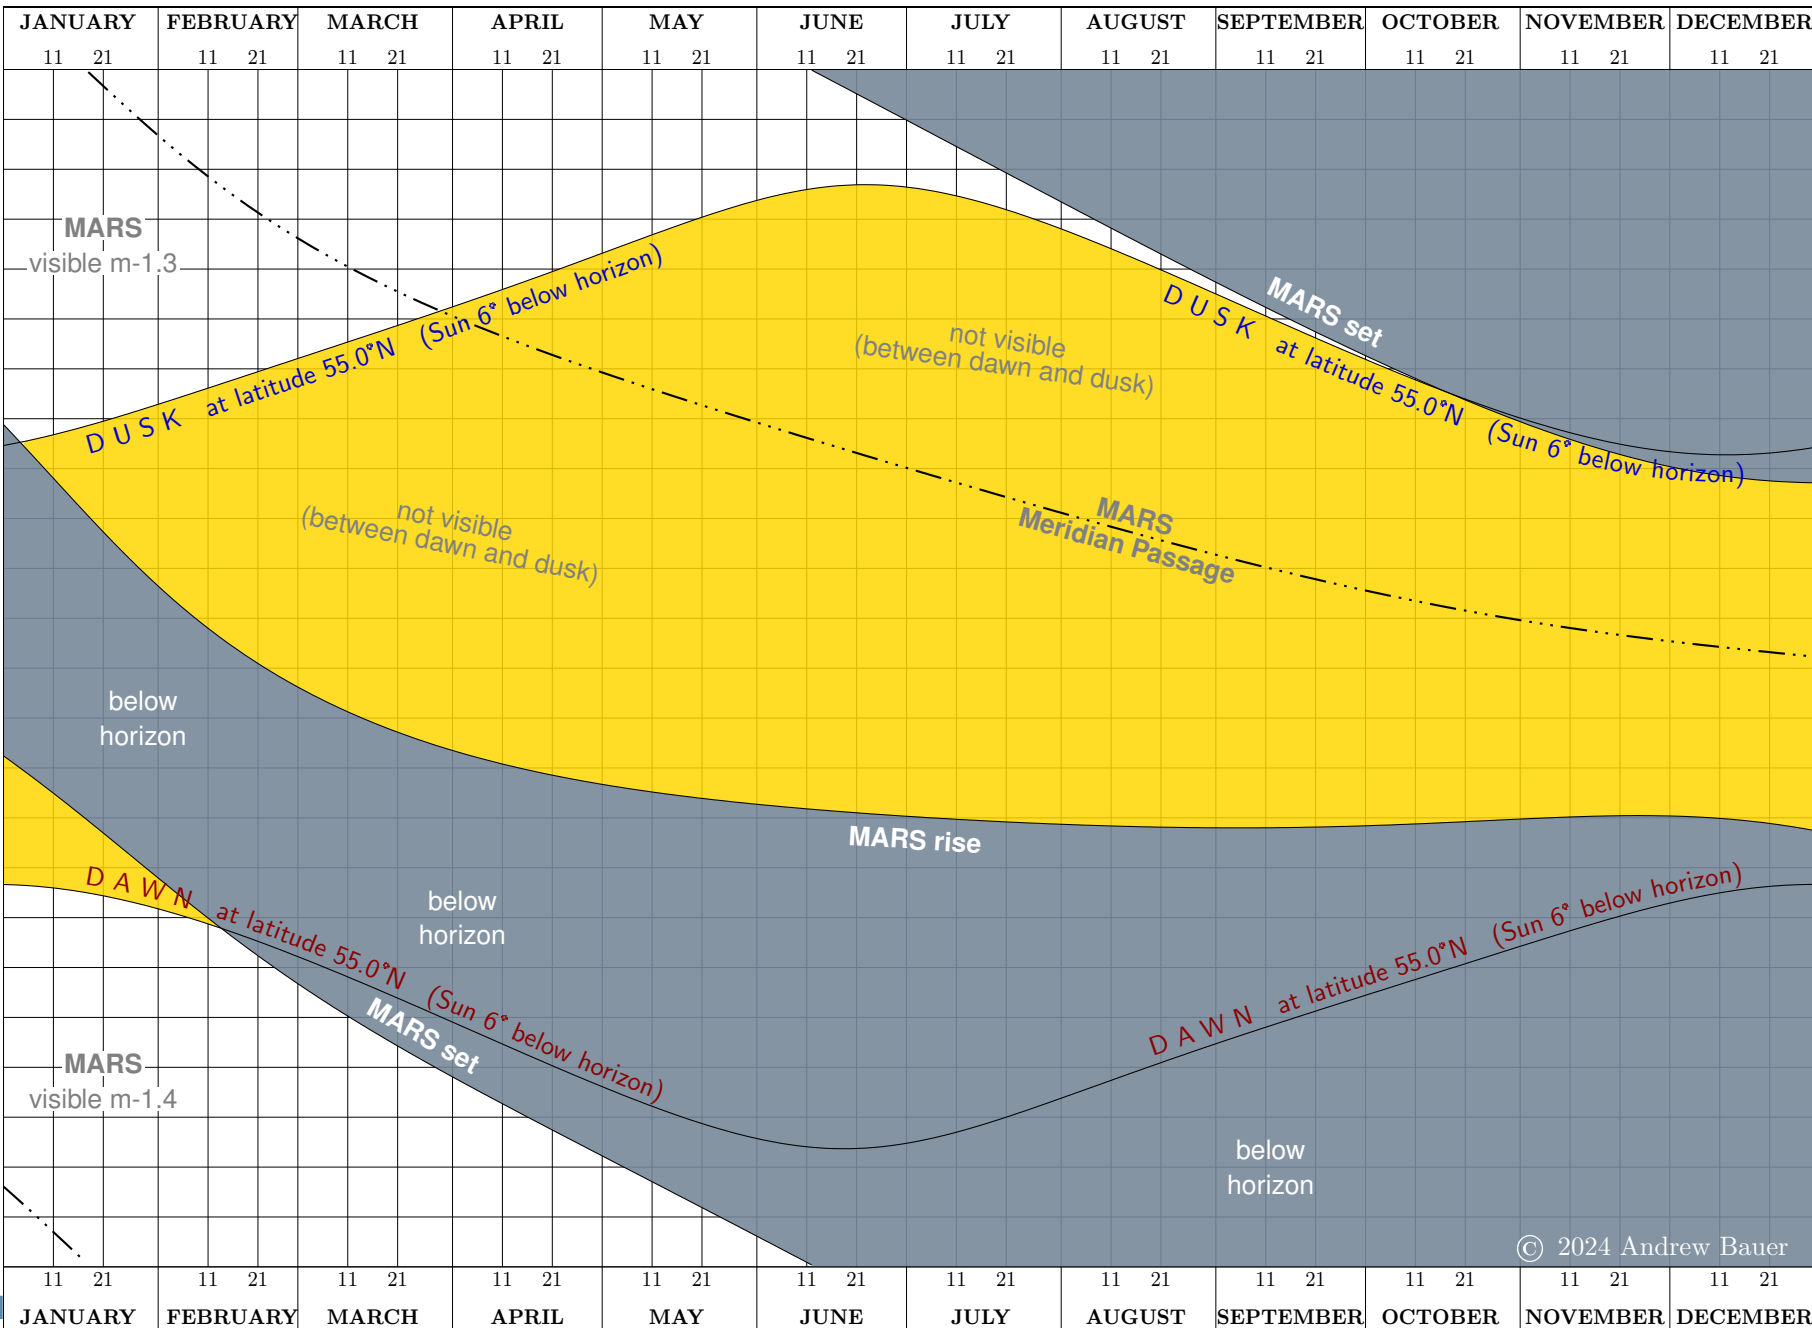 JANUARY FEBRUARY MARCH APRIL MAY JUNE JULY AUGUST SEPTEMBER OCTOBER NOVEMBER DECEMBER
11 21 11 21 11 21 11 21 11 21 11 21 11 21 11 21 11 21 11 21 11 21 11 21
MARS
visible m-1.3
DUSK at latitude 55.0°N (Sun 6° below horizon)
DUSK at latitude 55.0°N (Sun 6° below horizon)
MARS set
not visible
(between dawn and dusk)
not visible
(between dawn and dusk)
MARS
Meridian Passage
below
horizon
MARS rise
DAWN at latitude 55.0°N (Sun 6° below horizon)
below
horizon
DAWN at latitude 55.0°N (Sun 6° below horizon)
MARS set
MARS
visible m-1.4
below
horizon
© 2024 Andrew Bauer
11 21 11 21 11 21 11 21 11 21 11 21 11 21 11 21 11 21 11 21 11 21 11 21
JANUARY FEBRUARY MARCH APRIL MAY JUNE JULY AUGUST SEPTEMBER OCTOBER NOVEMBER DECEMBER